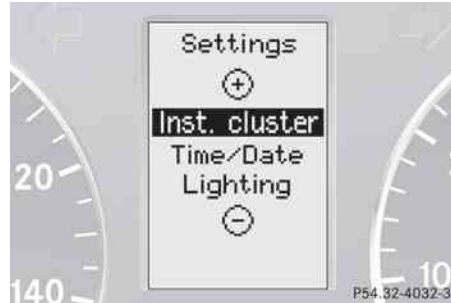 Settings
+
Inst. cluster
Time/Date
Lighting
−
20
140
10
P54.32-4032-3